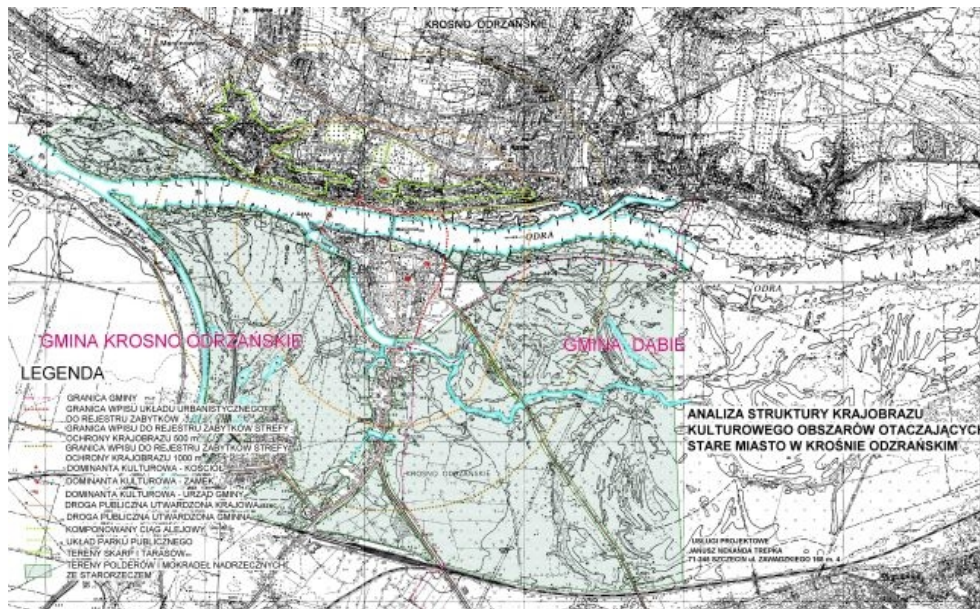 KROSNO ODRZAŃSKIE
ODRA
ODRA
GMINA KROSNO ODRZAŃSKIE
GMINA DĄBIE
LEGENDA
GRANICA GMINY
GRANICA WPISU UKŁADU URBANISTYCZNEGO
DO REJESTRU ZABYTKÓW
GRANICA WPISU DO REJESTRU ZABYTKÓW STREFY
OCHRONY KRAJOBRAZU 500 m
GRANICA WPISU DO REJESTRU ZABYTKÓW STREFY
OCHRONY KRAJOBRAZU 1000 m
DOMINANTA KULTUROWA - KOŚCIÓŁ
DOMINANTA KULTUROWA - ZAMEK
DOMINANTA KULTUROWA - URZĄD GMINY
DROGA PUBLICZNA UTWARDZONA KRAJOWA
DROGA PUBLICZNA UTWARDZONA GMINNA
KOMPONOWANY CIĄG ALEJOWY
UKŁAD PARKU PUBLICZNEGO
TERENY SKARP I TARASÓW
TERENY POLDERÓW I MOKRADEŁ NADRZECZNYCH
ZE STARORZECZEM
KROSNO ODRZAŃSKIE
ANALIZA STRUKTURY KRAJOBRAZU
KULTUROWEGO OBSZARÓW OTACZAJĄCYCH
STARE MIASTO W KROŚNIE ODZRAŃSKIM
USŁUGI PROJEKTOWE
JANUSZ NEKANDA TREPKA
71-246 SZCZECIN ul. ZAWADZKIEGO 168 m. 4